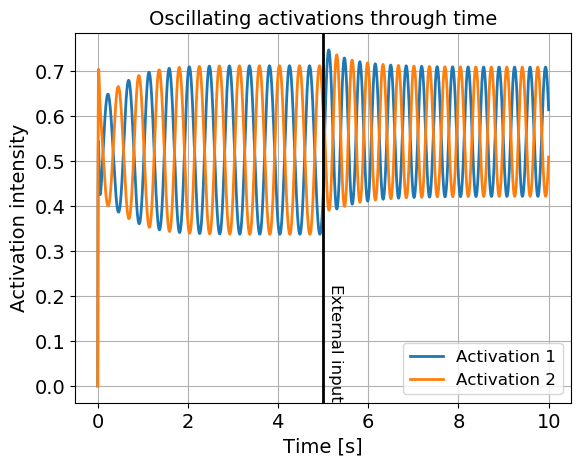 Oscillating activations through time
Activation intensity
0.7
0.6
0.5
0.4
0.3
0.2
0.1
0.0
External input
Activation 1
Activation 2
0
2
4
6
8
10
Time [s]